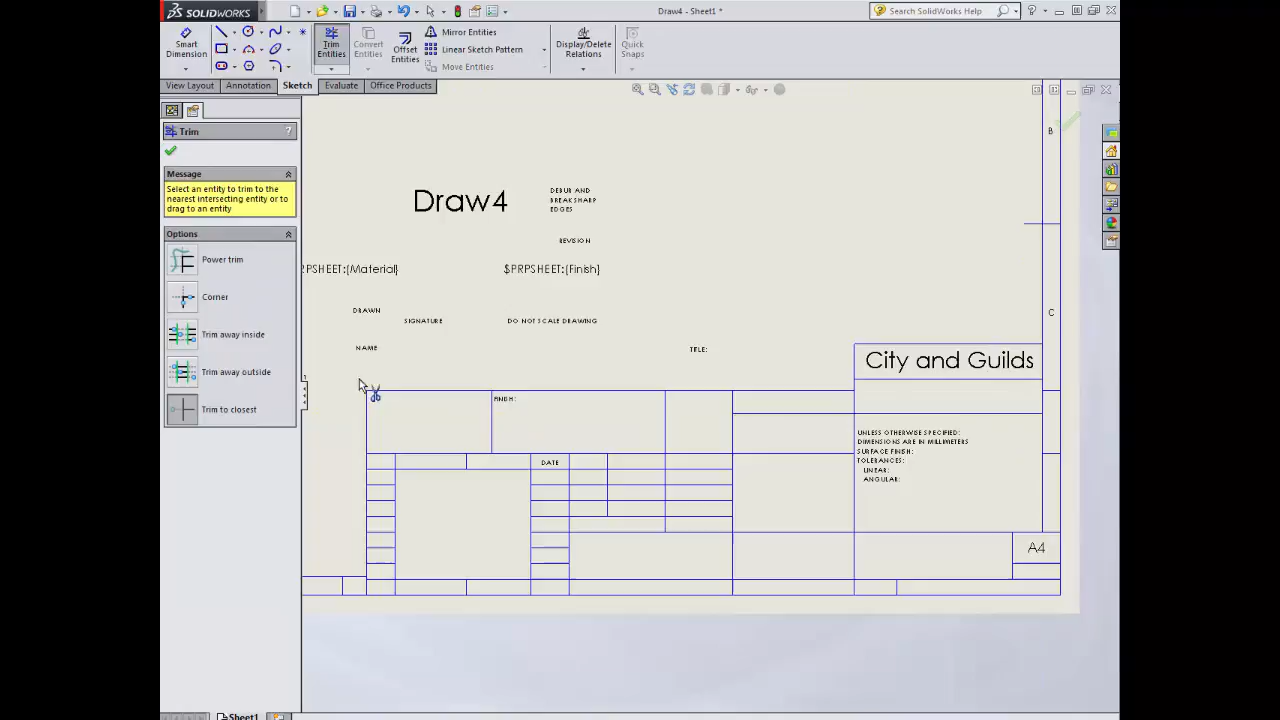 SOLIDWORKS
Draw4 - Sheet1 *
Search SolidWorks Help
Smart Dimension
Trim Entities
Convert Entities
Offset Entities
Mirror Entities
Linear Sketch Pattern
Move Entities
Display/Delete Relations
Quick Snaps
View Layout
Annotation
Sketch
Evaluate
Office Products
Trim
?
Message
Select an entity to trim to the
nearest intersecting entity or to
drag to an entity
Options
Power trim
Corner
Trim away inside
Trim away outside
Trim to closest
B
Draw4
DEBUR AND
BREAK SHARP
EDGES
REVISION
RPSHEET:{Material}
$PRPSHEET:{Finish}
DRAWN
SIGNATURE
DO NOT SCALE DRAWING
C
NAME
TITLE:
City and Guilds
FINISH:
UNLESS OTHERWISE SPECIFIED:
DIMENSIONS ARE IN MILLIMETERS
SURFACE FINISH:
TOLERANCES:
LINEAR:
ANGULAR:
DATE
A4
Sheet1